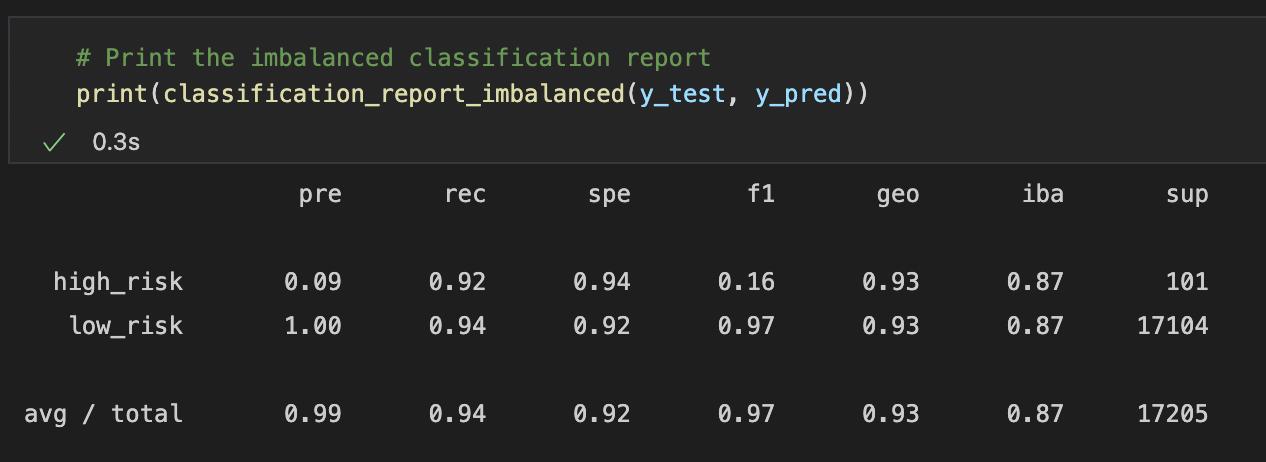 # Print the imbalanced classification report
print(classification_report_imbalanced(y_test, y_pred))
✓ 0.3s
pre rec spe f1 geo iba sup
high_risk 0.09 0.92 0.94 0.16 0.93 0.87 101
low_risk 1.00 0.94 0.92 0.97 0.93 0.87 17104
avg / total 0.99 0.94 0.92 0.97 0.93 0.87 17205